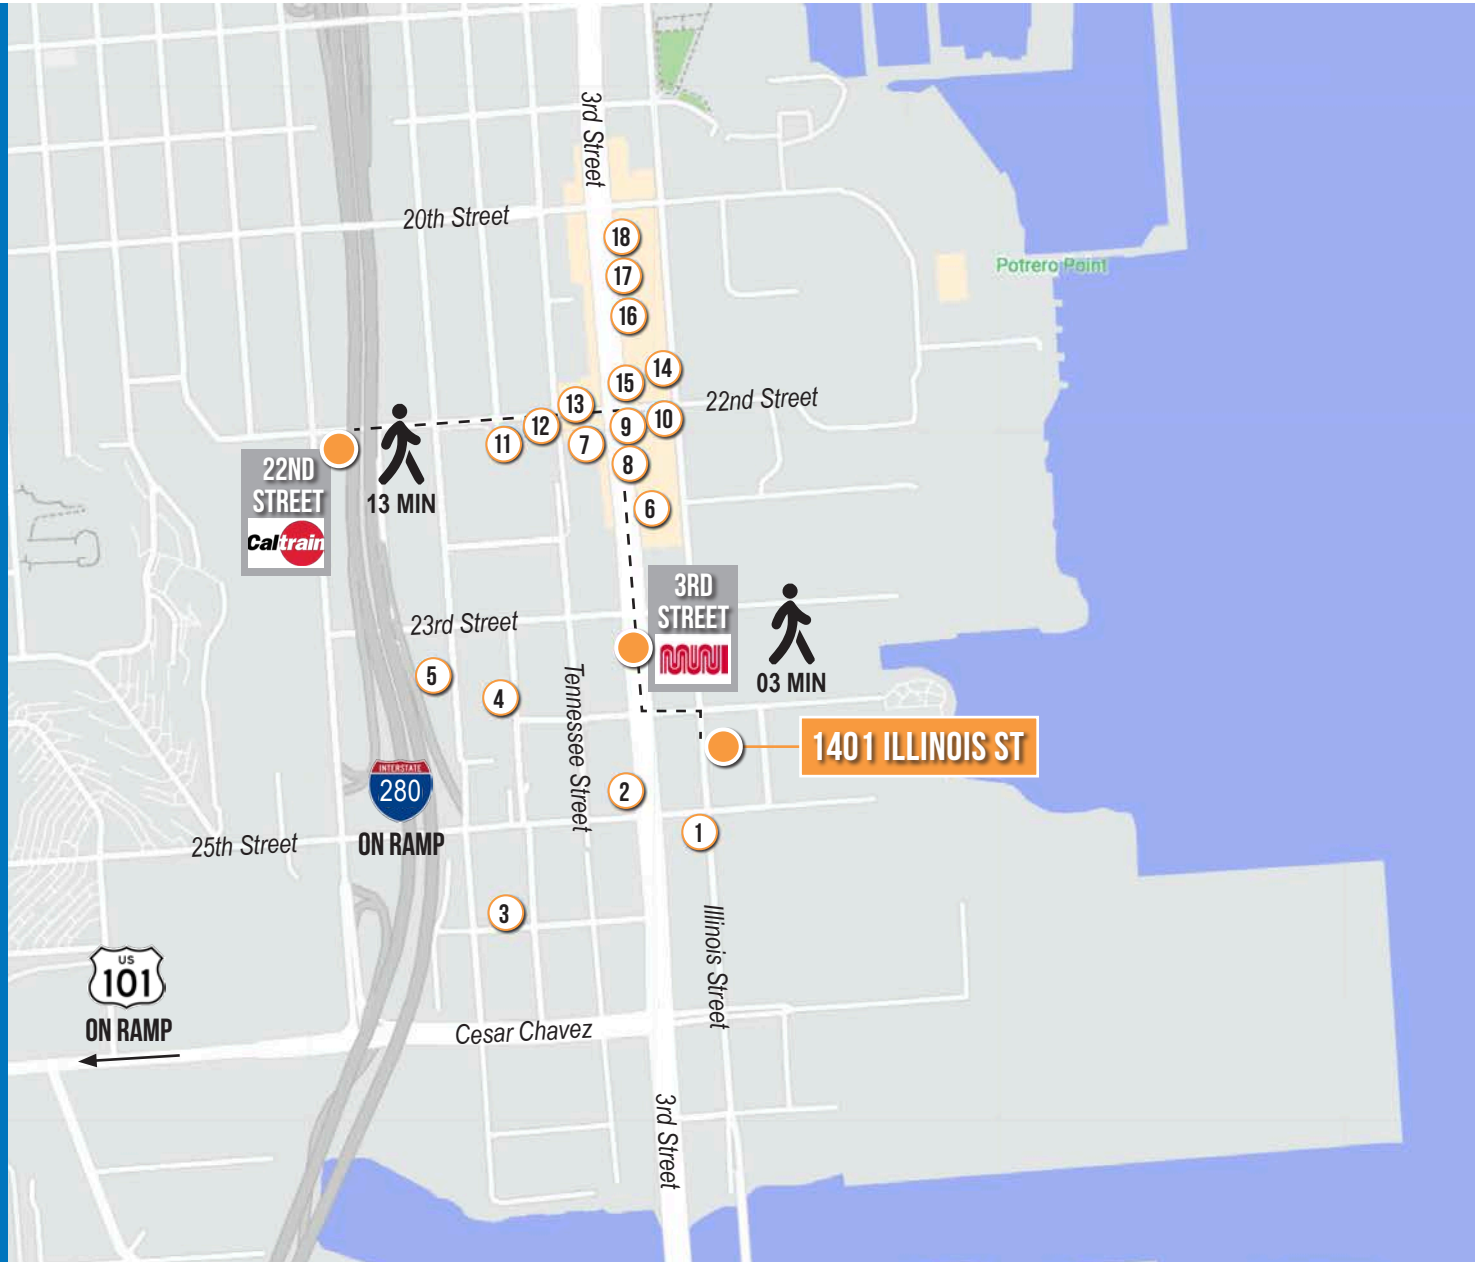 3rd Street
20th Street
18
17
Potrero Point
16
14
15
22nd Street
13
10
12
9
11
7
8
22ND
STREET
Caltrain
13 MIN
6
3RD
STREET
MUNI
03 MIN
23rd Street
5
4
Tennessee Street
1401 ILLINOIS ST
INTERSTATE
280
ON RAMP
2
1
25th Street
3
Illinois Street
US
101
ON RAMP
Cesar Chavez
3rd Street